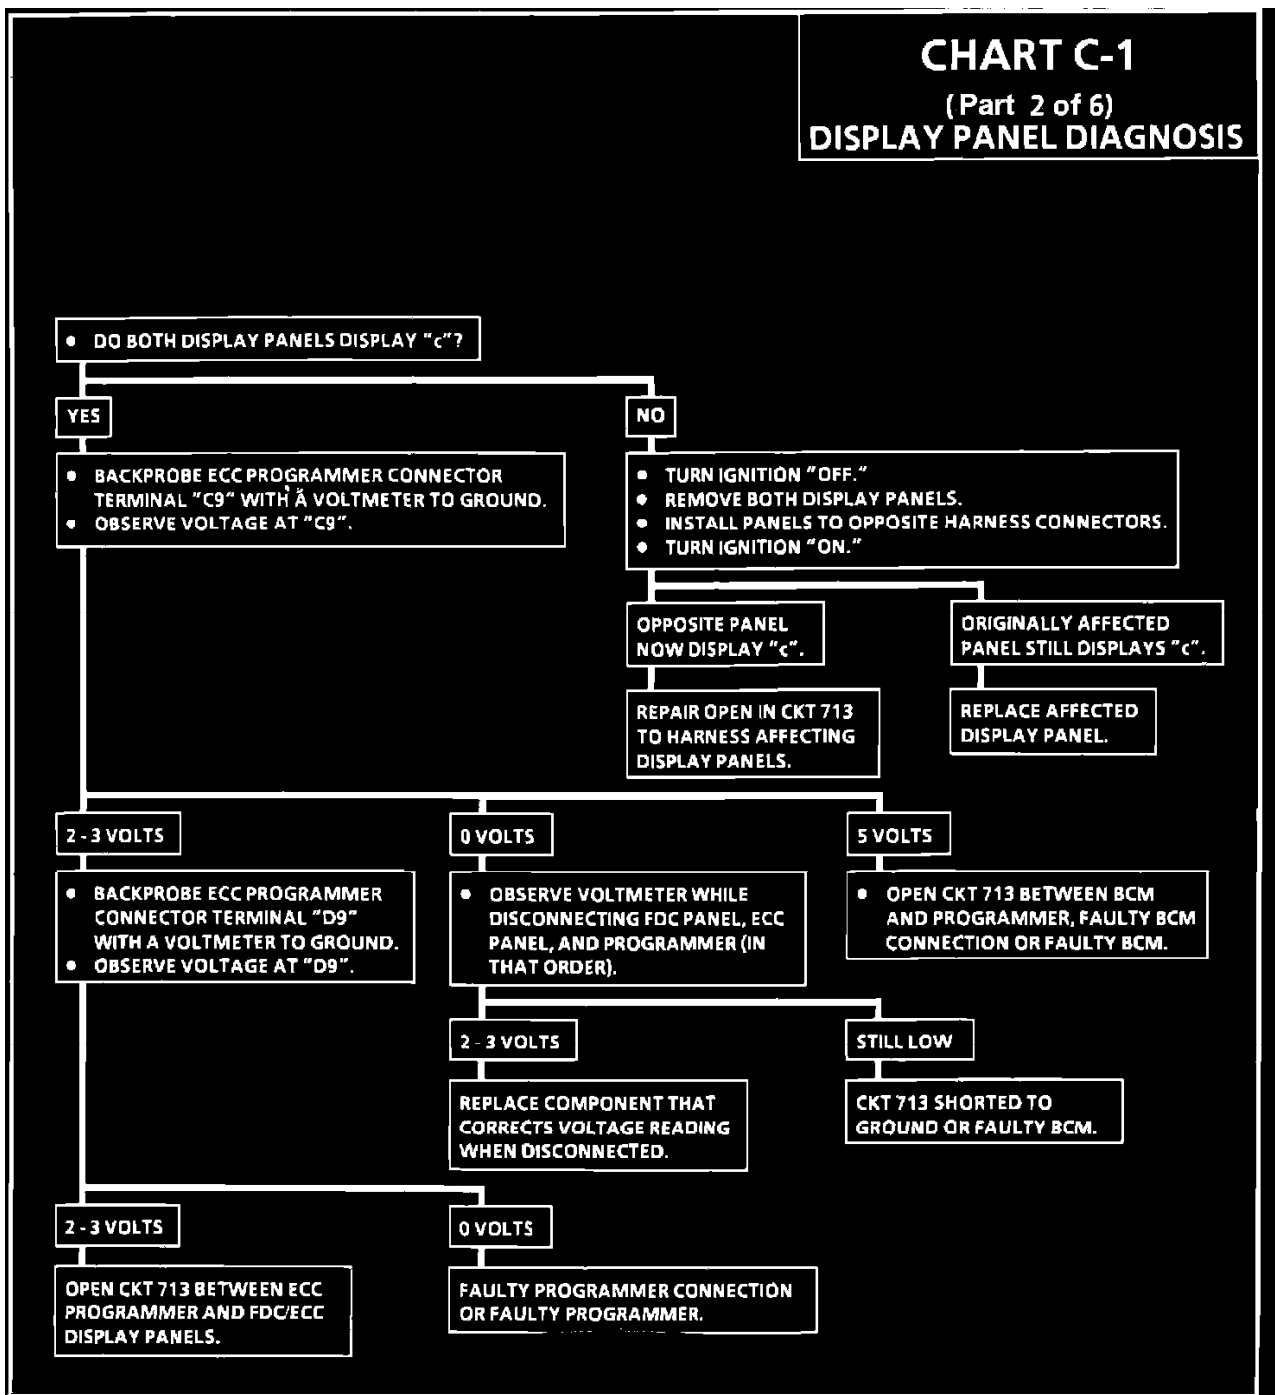 CHART C-1
(Part 2 of 6)
DISPLAY PANEL DIAGNOSIS
• DO BOTH DISPLAY PANELS DISPLAY "c"?
YES
NO
• BACKPROBE ECC PROGRAMMER CONNECTOR
TERMINAL "C9" WITH A VOLTMETER TO GROUND.
• OBSERVE VOLTAGE AT "C9".
• TURN IGNITION "OFF."
• REMOVE BOTH DISPLAY PANELS.
• INSTALL PANELS TO OPPOSITE HARNESS CONNECTORS.
• TURN IGNITION "ON."
OPPOSITE PANEL
NOW DISPLAY "c".
ORIGINALLY AFFECTED
PANEL STILL DISPLAYS "c".
REPAIR OPEN IN CKT 713
TO HARNESS AFFECTING
DISPLAY PANELS.
REPLACE AFFECTED
DISPLAY PANEL.
2 - 3 VOLTS
0 VOLTS
5 VOLTS
• BACKPROBE ECC PROGRAMMER
CONNECTOR TERMINAL "D9"
WITH A VOLTMETER TO GROUND.
• OBSERVE VOLTAGE AT "D9".
• OBSERVE VOLTMETER WHILE
DISCONNECTING FDC PANEL, ECC
PANEL, AND PROGRAMMER (IN
THAT ORDER).
• OPEN CKT 713 BETWEEN BCM
AND PROGRAMMER, FAULTY BCM
CONNECTION OR FAULTY BCM.
2 - 3 VOLTS
STILL LOW
REPLACE COMPONENT THAT
CORRECTS VOLTAGE READING
WHEN DISCONNECTED.
CKT 713 SHORTED TO
GROUND OR FAULTY BCM.
2 - 3 VOLTS
0 VOLTS
OPEN CKT 713 BETWEEN ECC
PROGRAMMER AND FDC/ECC
DISPLAY PANELS.
FAULTY PROGRAMMER CONNECTION
OR FAULTY PROGRAMMER.